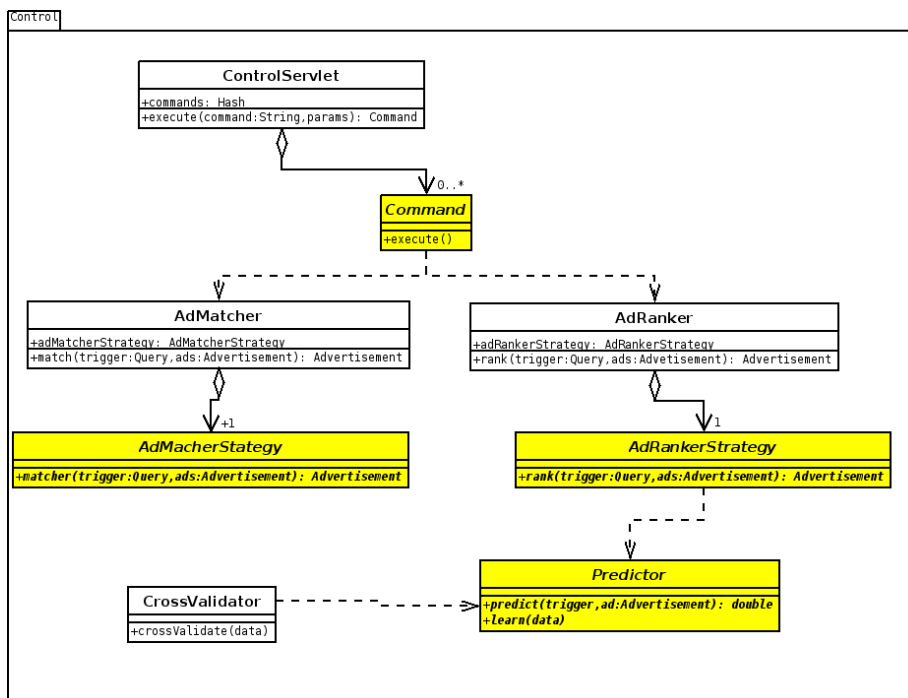 Control
ControlServlet
+commands: Hash
+execute(command:String,params): Command
0..*
Command
+execute()
AdMatcher
+adMatcherStrategy: AdMatcherStrategy
+match(trigger:Query,ads:Advertisement): Advertisement
AdRanker
+adRankerStrategy: AdRankerStrategy
+rank(trigger:Query,ads:Advetisement): Advertisement
+1
1
AdMacherStategy
+matcher(trigger:Query,ads:Advertisement): Advertisement
AdRankerStrategy
+rank(trigger:Query,ads:Advertisement): Advertisement
Predictor
+predict(trigger,ad:Advertisement): double
+learn(data)
CrossValidator
+crossValidate(data)